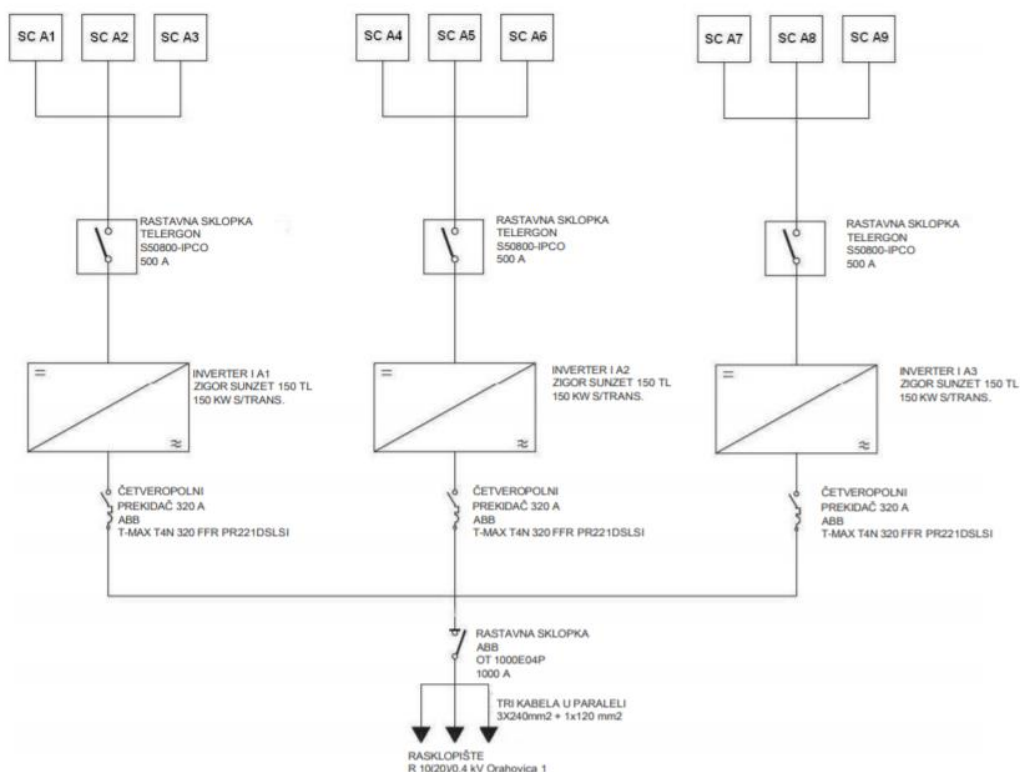 SC A1
SC A2
SC A3
SC A4
SC A5
SC A6
SC A7
SC A8
SC A9
RASTAVNA SKLOPKA
TELERGON
S50800-IPCO
500 A
RASTAVNA SKLOPKA
TELERGON
S50800-IPCO
500 A
RASTAVNA SKLOPKA
TELERGON
S50800-IPCO
500 A
INVERTER I A1
ZIGOR SUNZET 150 TL
150 KW S/TRANS.
INVERTER I A2
ZIGOR SUNZET 150 TL
150 KW S/TRANS.
INVERTER I A3
ZIGOR SUNZET 150 TL
150 KW S/TRANS.
ČETVEROPOLNI
PREKIDAČ 320 A
ABB
T-MAX T4N 320 FFR PR221DSLSI
ČETVEROPOLNI
PREKIDAČ 320 A
ABB
T-MAX T4N 320 FFR PR221DSLSI
ČETVEROPOLNI
PREKIDAČ 320 A
ABB
T-MAX T4N 320 FFR PR221DSLSI
RASTAVNA SKLOPKA
ABB
OT 1000E04P
1000 A
TRI KABELA U PARALELI
3X240mm2 + 1x120 mm2
RASKLOPIŠTE
R 10(20)/0.4 kV Orahovica 1